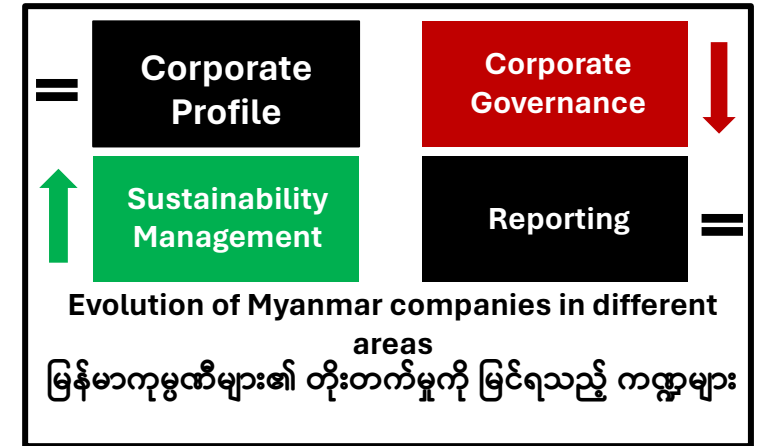 Corporate
Profile
Corporate
Governance
Sustainability
Management
Reporting
Evolution of Myanmar companies in different
areas
မြန်မာကုမ္ပဏီများ၏ တိုးတက်မှုကို မြင်ရသည့် ကဏ္ဍများ